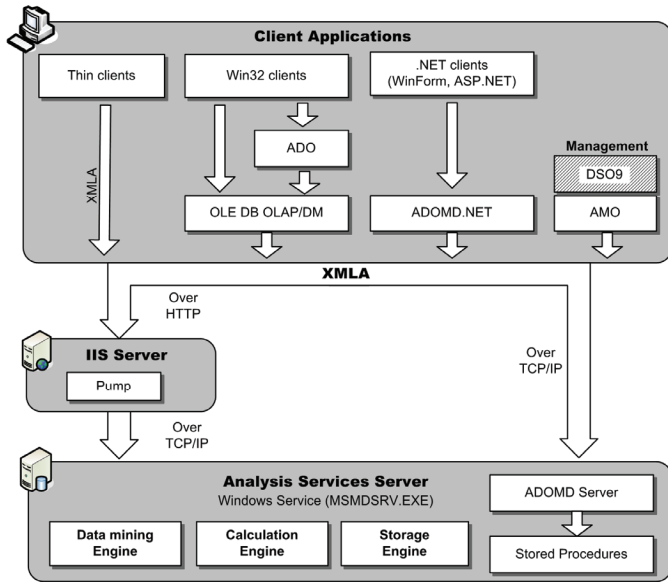 Client Applications
Thin clients
Win32 clients
.NET clients
(WinForm, ASP.NET)
ADO
Management
DSO9
XMLA
OLE DB OLAP/DM
ADOMD.NET
AMO
XMLA
Over
HTTP
IIS Server
Pump
Over
TCP/IP
Over
TCP/IP
Analysis Services Server
Windows Service (MSMDSRV.EXE)
ADOMD Server
Data mining
Engine
Calculation
Engine
Storage
Engine
Stored Procedures